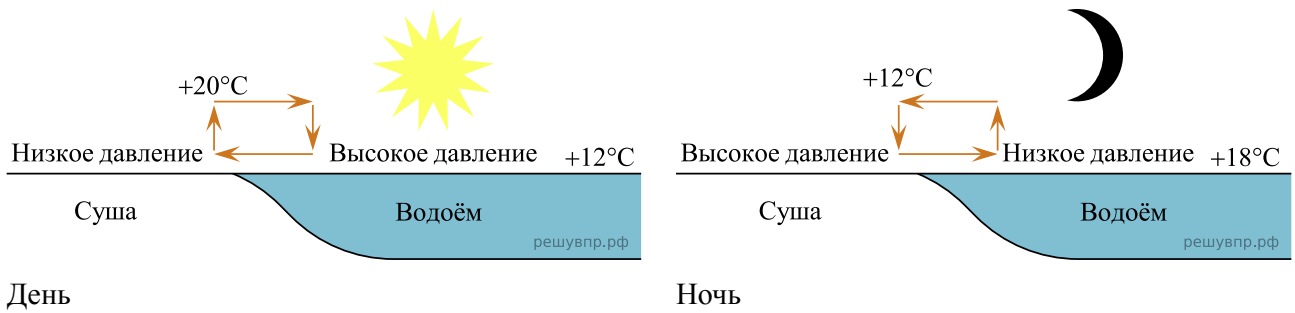 +20°C
Низкое давление
Высокое давление
+12°C
Суша
Водоём
решувпр.рф
День
+12°C
Высокое давление
Низкое давление
+18°C
Суша
Водоём
решувпр.рф
Ночь